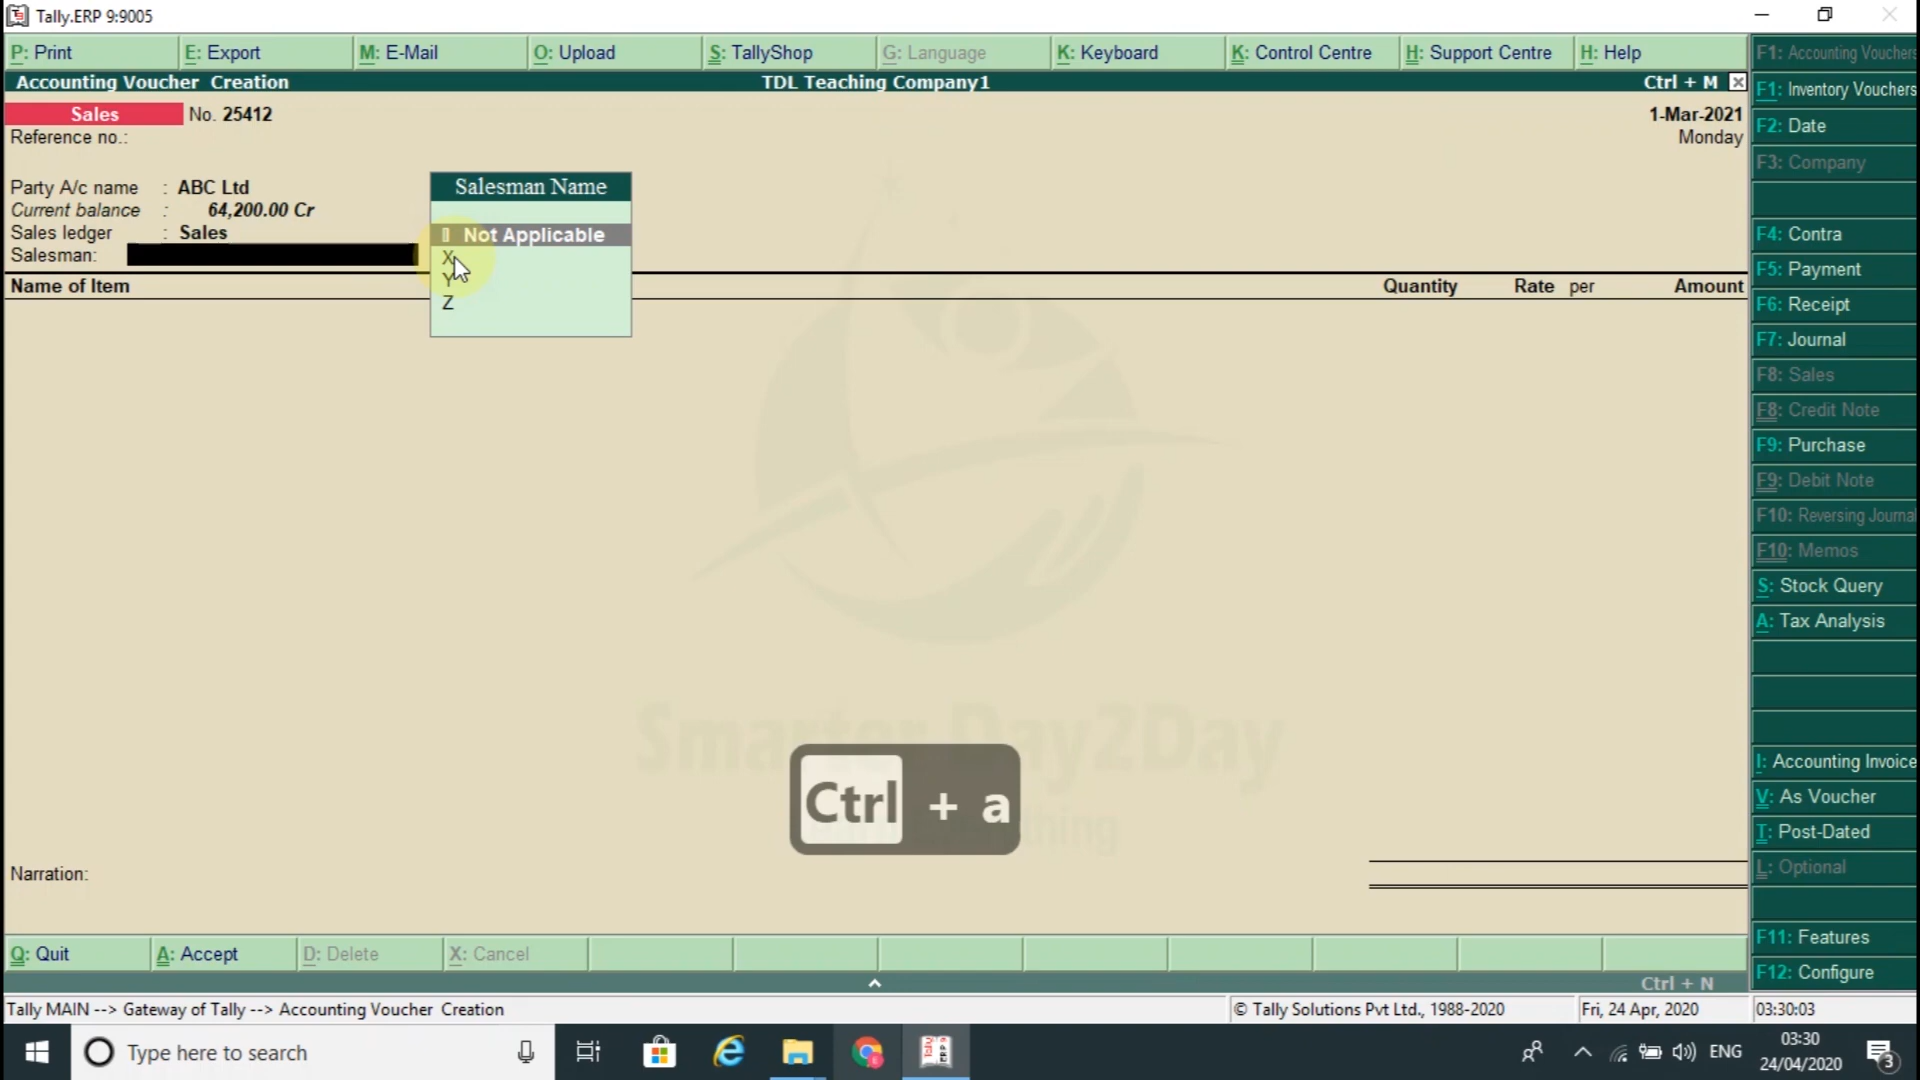 Tally.ERP 9:9005
P: Print
E: Export
M: E-Mail
O: Upload
S: TallyShop
G: Language
K: Keyboard
K: Control Centre
H: Support Centre
H: Help
Accounting Voucher Creation
TDL Teaching Company1
Ctrl + M
Sales
No. 25412
1-Mar-2021
Reference no.:
Monday
Party A/c name : ABC Ltd
Current balance : 64,200.00 Cr
Sales ledger : Sales
Salesman:
Salesman Name
Not Applicable
X
Y
Z
Name of Item
Quantity
Rate per
Amount
Smarter Day2Day
Ctrl + a
Narration:
F1: Accounting Vouchers
F1: Inventory Vouchers
F2: Date
F3: Company
F4: Contra
F5: Payment
F6: Receipt
F7: Journal
F8: Sales
F8: Credit Note
F9: Purchase
F9: Debit Note
F10: Reversing Journal
F10: Memos
S: Stock Query
A: Tax Analysis
I: Accounting Invoice
V: As Voucher
T: Post-Dated
L: Optional
F11: Features
F12: Configure
Q: Quit
A: Accept
D: Delete
X: Cancel
Ctrl + N
Tally MAIN --> Gateway of Tally --> Accounting Voucher Creation
© Tally Solutions Pvt Ltd., 1988-2020
Fri, 24 Apr, 2020
03:30:03
Type here to search
ENG
03:30
24/04/2020
3